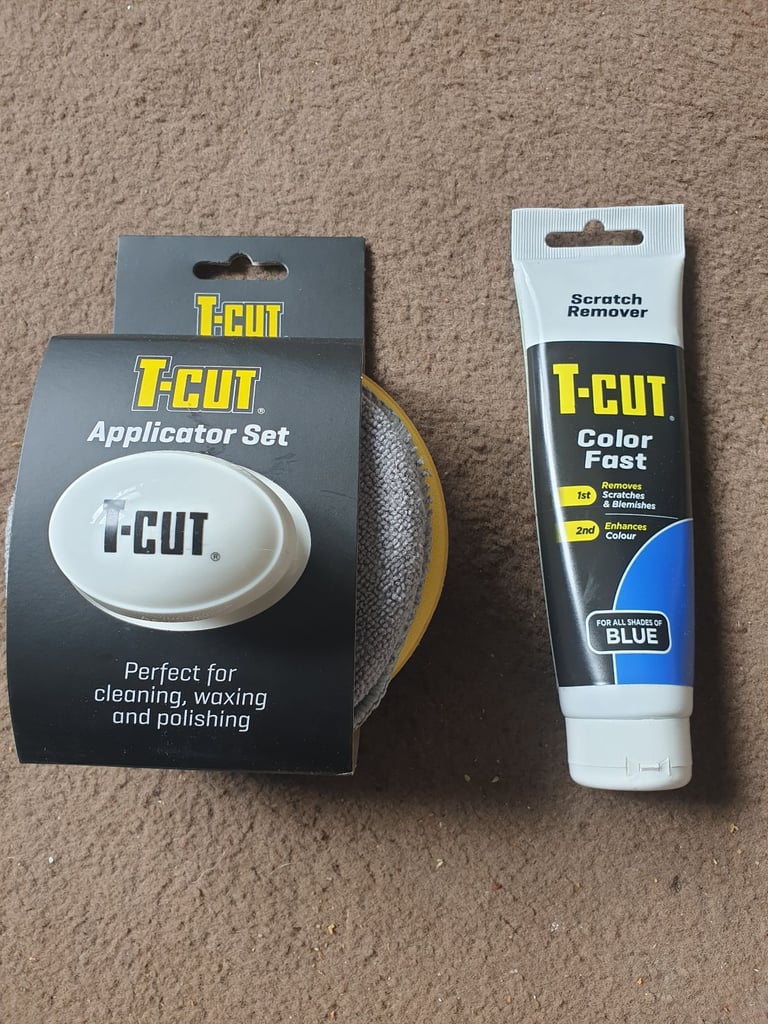 T-CUT
T-CUT®
Applicator Set
T-CUT®
Perfect for
cleaning, waxing
and polishing
Scratch
Remover
T-CUT®
Color
Fast
1st Removes
Scratches
& Blemishes
2nd Enhances
Colour
FOR ALL SHADES OF
BLUE